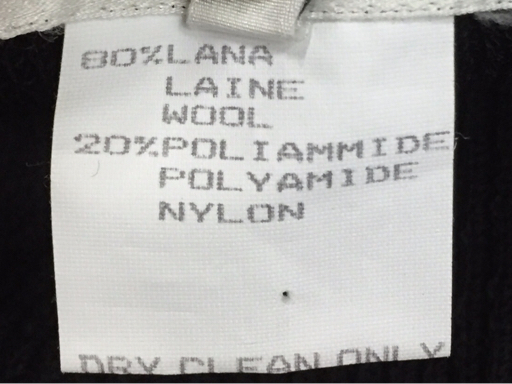 80%LANA
LAINE
WOOL
20%POLIAMMIDE
POLYAMIDE
NYLON
DRY CLEAN ONLY